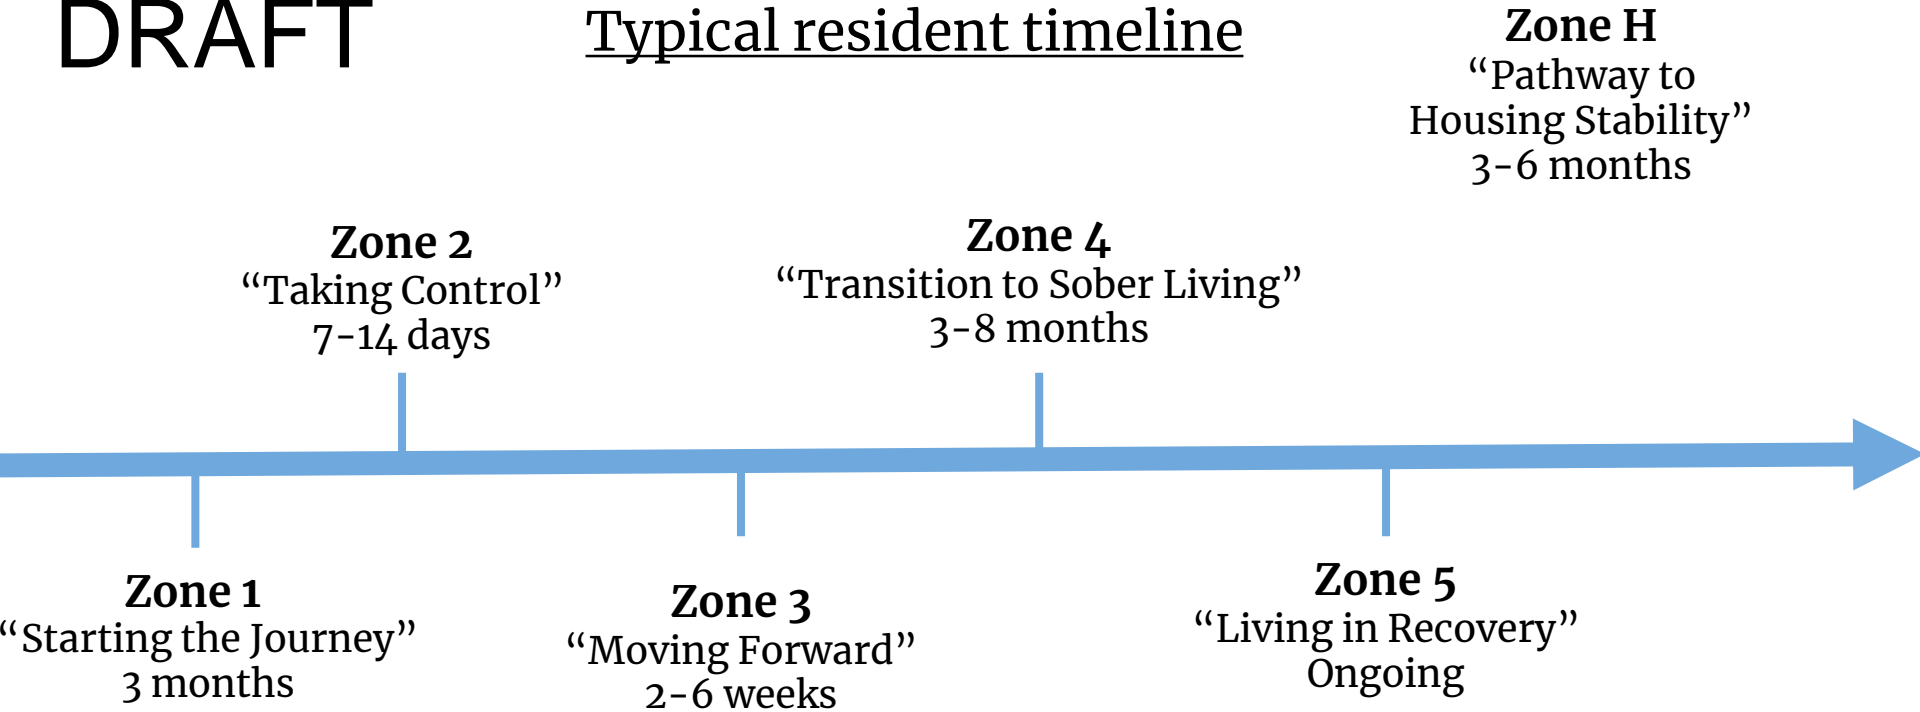 DRAFT
Typical resident timeline
Zone H
“Pathway to
Housing Stability”
3-6 months
Zone 2
“Taking Control”
7-14 days
Zone 4
“Transition to Sober Living”
3-8 months
Zone 1
“Starting the Journey”
3 months
Zone 3
“Moving Forward”
2-6 weeks
Zone 5
“Living in Recovery”
Ongoing